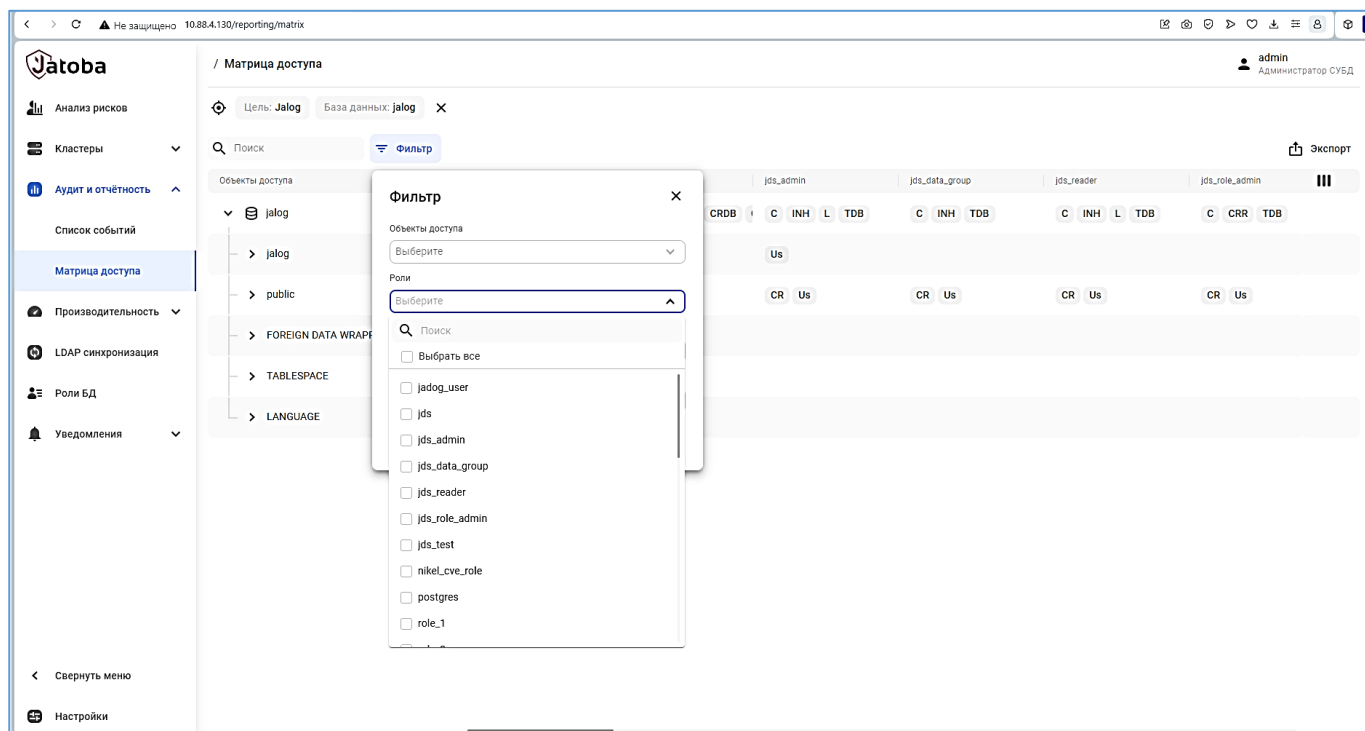 Не защищено 10.88.4.130/reporting/matrix
Jatoba
/ Матрица доступа
admin
Администратор СУБД
Анализ рисков
Цель: Jalog База данных: jalog
Кластеры
Поиск Фильтр Экспорт
Аудит и отчётность
Объекты доступа jds_admin jds_data_group jds_reader jds_role_admin
jalog CRDB C INH L TDB C INH TDB C INH L TDB C CRR TDB
Список событий
jalog Us
Матрица доступа
public CR Us CR Us CR Us CR Us
Производительность
FOREIGN DATA WRAPP
LDAP синхронизация
TABLESPACE
Роли БД
LANGUAGE
Уведомления
Фильтр
Объекты доступа
Выберите
Роли
Выберите
Поиск
Выбрать все
jadog_user
jds
jds_admin
jds_data_group
jds_reader
jds_role_admin
jds_test
nikel_cve_role
postgres
role_1
Свернуть меню
Настройки